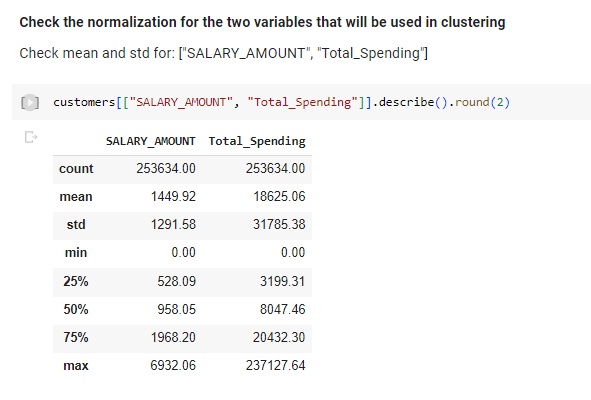 Check the normalization for the two variables that will be used in clustering
Check mean and std for: ["SALARY_AMOUNT", "Total_Spending"]
customers[["SALARY_AMOUNT", "Total_Spending"]].describe().round(2)
SALARY_AMOUNT Total_Spending
count 253634.00 253634.00
mean 1449.92 18625.06
std 1291.58 31785.38
min 0.00 0.00
25% 528.09 3199.31
50% 958.05 8047.46
75% 1968.20 20432.30
max 6932.06 237127.64